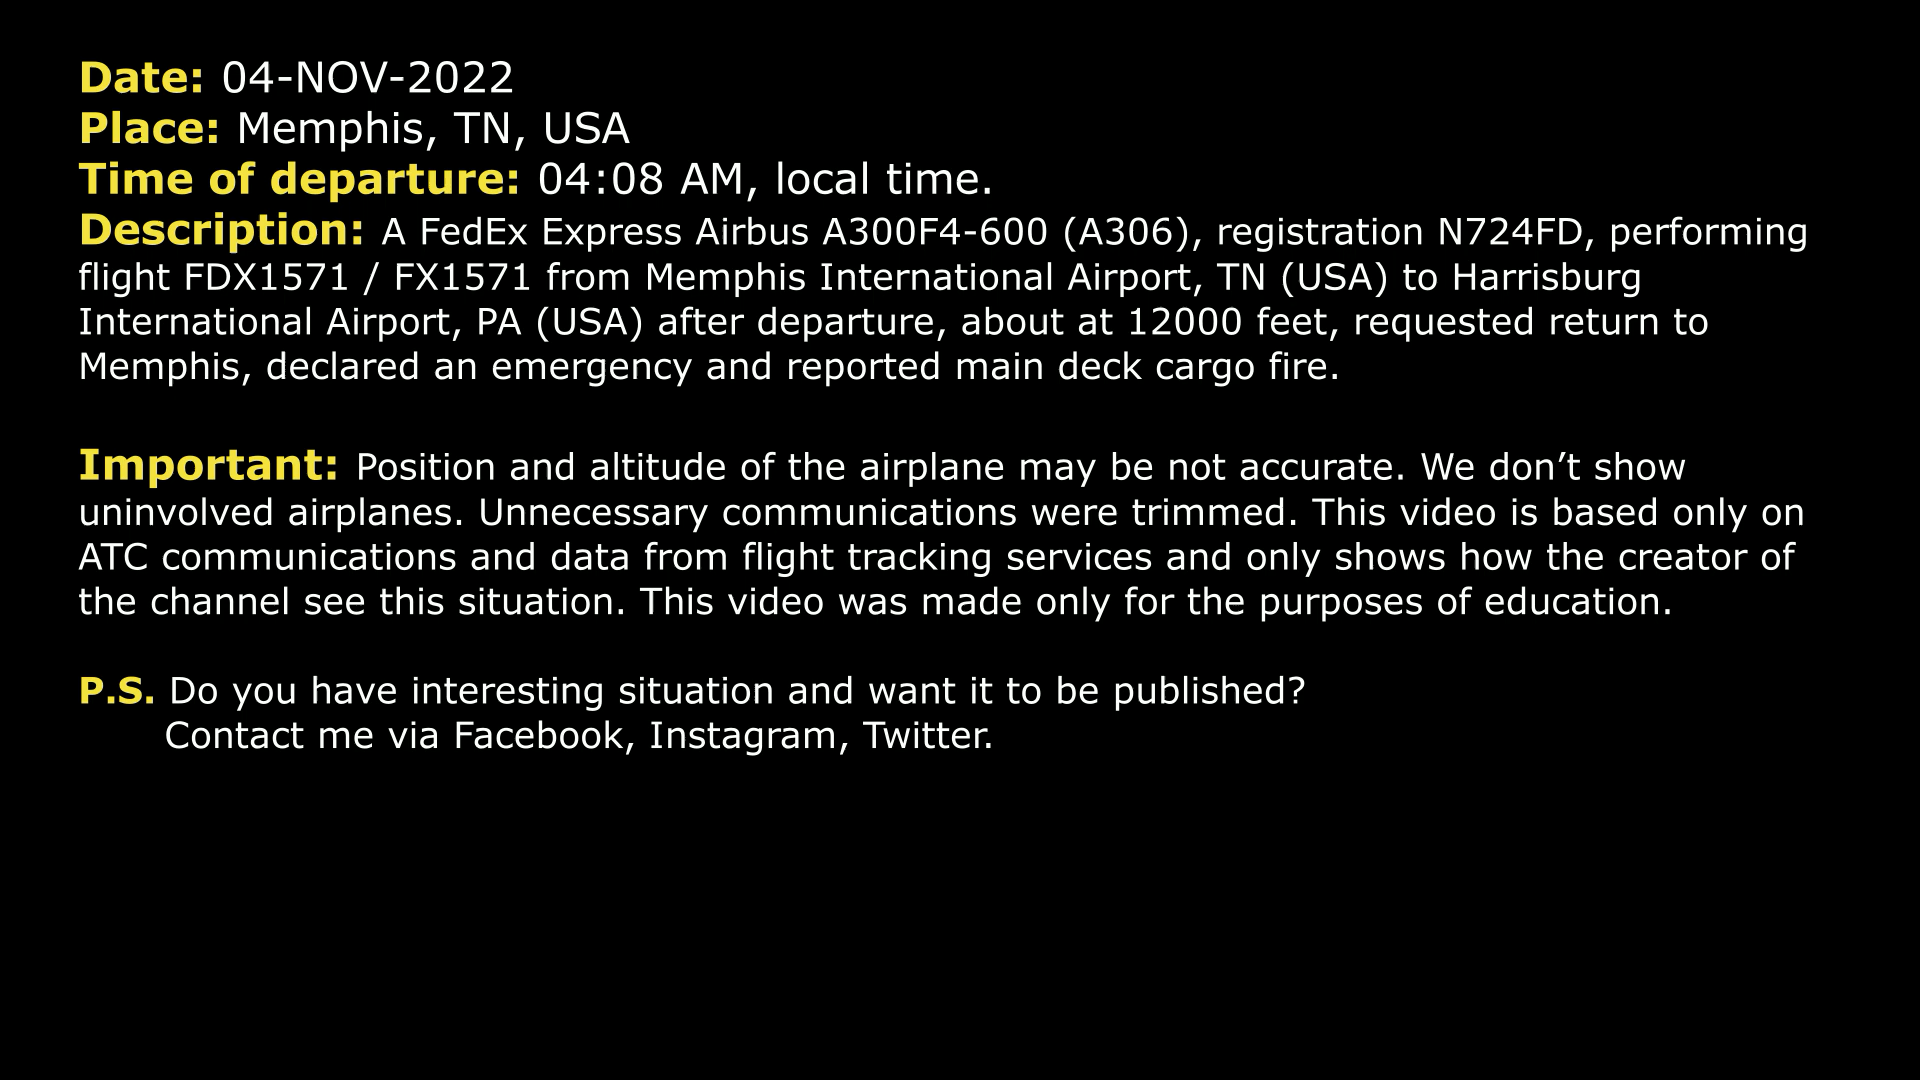 Date: 04-NOV-2022
Place: Memphis, TN, USA
Time of departure: 04:08 AM, local time.
Description: A FedEx Express Airbus A300F4-600 (A306), registration N724FD, performing
flight FDX1571 / FX1571 from Memphis International Airport, TN (USA) to Harrisburg
International Airport, PA (USA) after departure, about at 12000 feet, requested return to
Memphis, declared an emergency and reported main deck cargo fire.
Important: Position and altitude of the airplane may be not accurate. We don’t show
uninvolved airplanes. Unnecessary communications were trimmed. This video is based only on
ATC communications and data from flight tracking services and only shows how the creator of
the channel see this situation. This video was made only for the purposes of education.
P.S. Do you have interesting situation and want it to be published?
Contact me via Facebook, Instagram, Twitter.